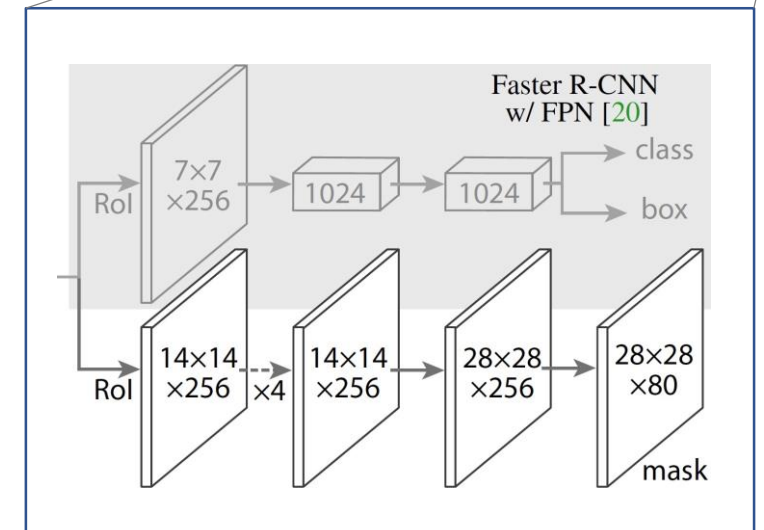 Faster R-CNN
w/ FPN [20]
RoI
7×7
×256
1024
1024
class
box
RoI
14×14
×256
×4
14×14
×256
28×28
×256
28×28
×80
mask